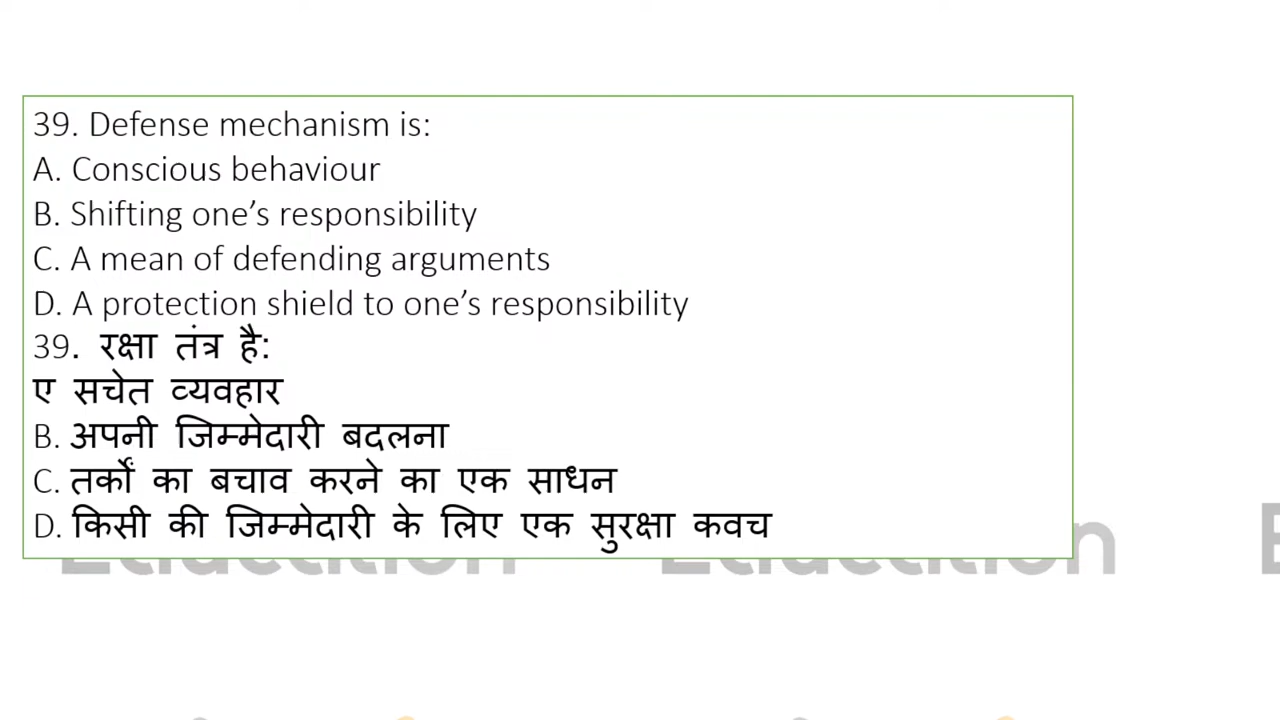 39. Defense mechanism is:
A. Conscious behaviour
B. Shifting one’s responsibility
C. A mean of defending arguments
D. A protection shield to one’s responsibility
39. रक्षा तंत्र है:
ए सचेत व्यवहार
B. अपनी जिम्मेदारी बदलना
C. तर्कों का बचाव करने का एक साधन
D. किसी की जिम्मेदारी के लिए एक सुरक्षा कवच